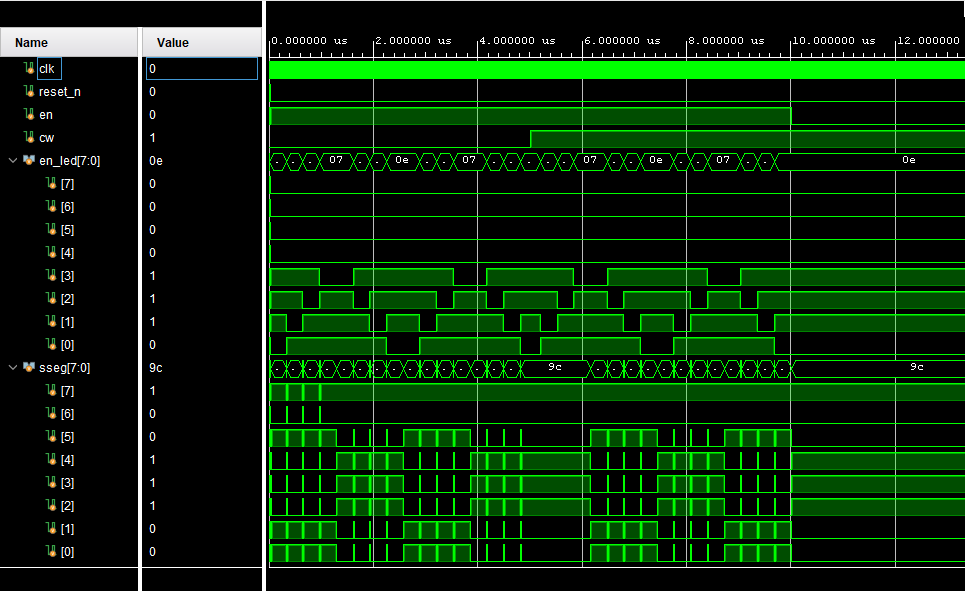 Name Value
0.000000 us 2.000000 us 4.000000 us 6.000000 us 8.000000 us 10.000000 us 12.000000
clk 0
reset_n 0
en 0
cw 1
en_led[7:0] 0e 07 0e 07 07 0e 07 0e
[7] 0
[6] 0
[5] 0
[4] 0
[3] 1
[2] 1
[1] 1
[0] 0
sseg[7:0] 9c 9c 9c
[7] 1
[6] 0
[5] 0
[4] 1
[3] 1
[2] 1
[1] 0
[0] 0